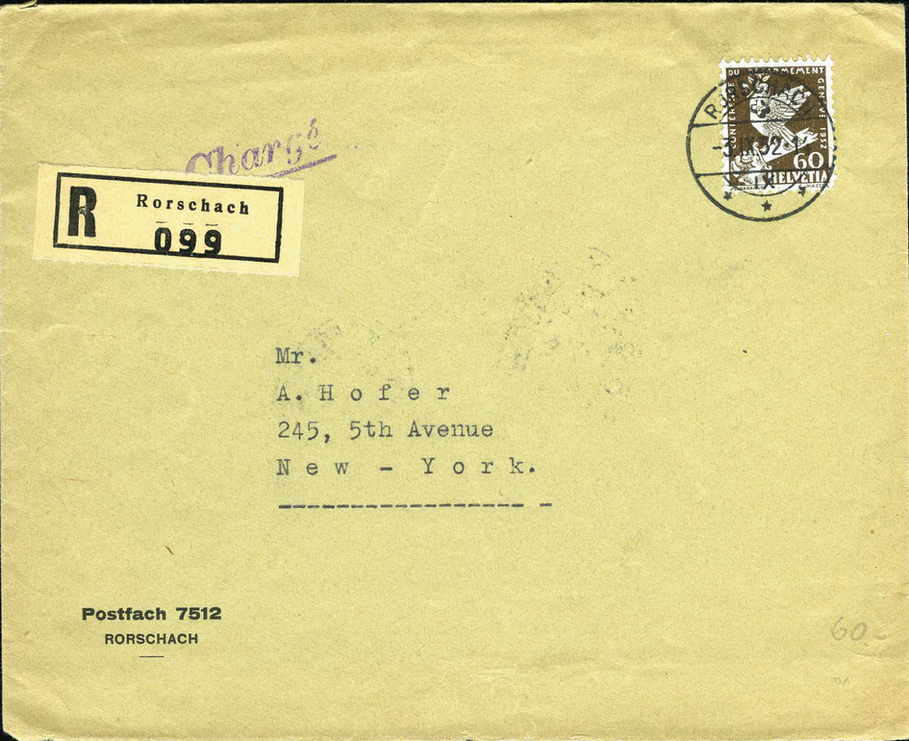 Chargé
R
Rorschach
099
CONFERENCE DU DESARMEMENT GENEVE 1932
RORSCHACH
60
HELVETIA
Mr.
A. Hofer
245, 5th Avenue
New - York.
Postfach 7512
RORSCHACH
60.-